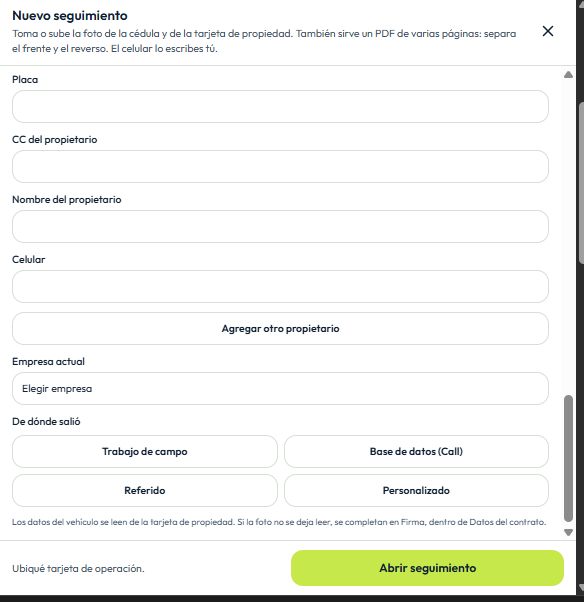 Nuevo seguimiento
Toma o sube la foto de la cédula y de la tarjeta de propiedad. También sirve un PDF de varias páginas: separa
el frente y el reverso. El celular lo escribes tú.
Placa
CC del propietario
Nombre del propietario
Celular
Agregar otro propietario
Empresa actual
Elegir empresa
De dónde salió
Trabajo de campo
Base de datos (Call)
Referido
Personalizado
Los datos del vehículo se leen de la tarjeta de propiedad. Si la foto no se deja leer, se completan en Firma, dentro de Datos del contrato.
Ubiqué tarjeta de operación.
Abrir seguimiento